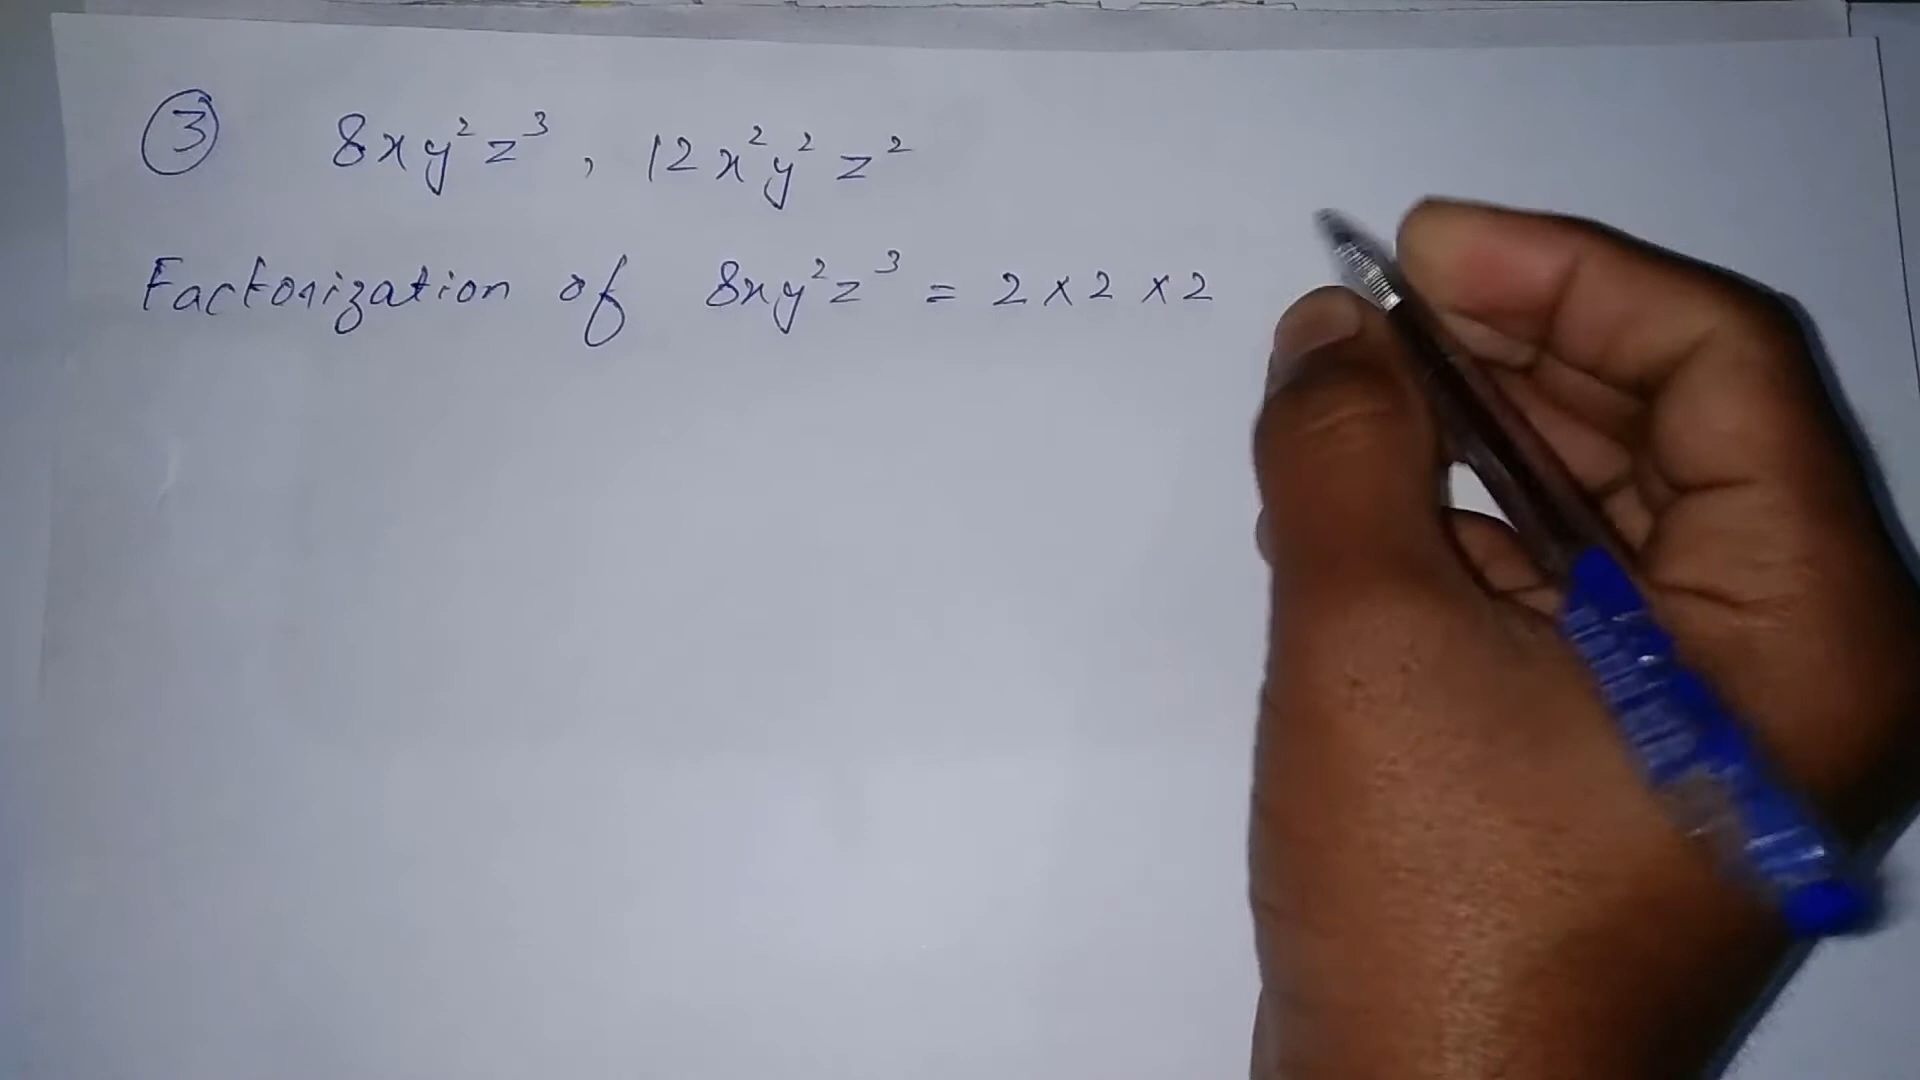 ③ 8xy²z³, 12x²y²z²
Factorization of 8xy²z³ = 2 × 2 × 2